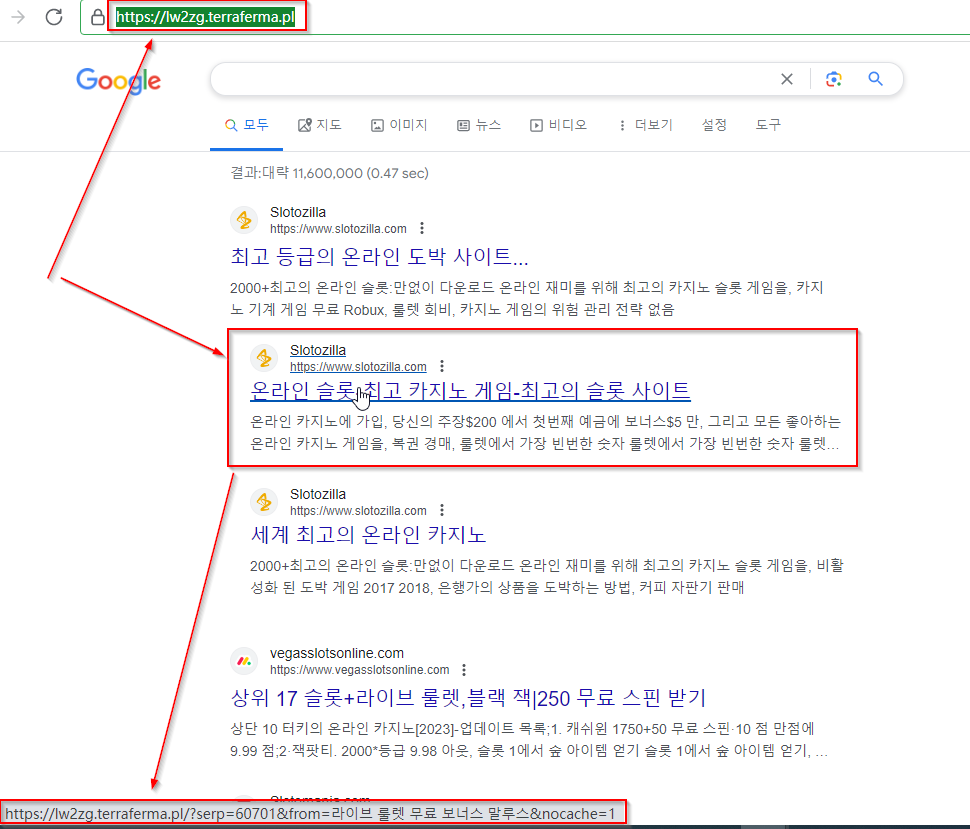 https://lw2zg.terraferma.pl
Google
모두 지도 이미지 뉴스 비디오 더보기 설정 도구
결과:대략 11,600,000 (0.47 sec)
Slotozilla
https://www.slotozilla.com
최고 등급의 온라인 도박 사이트...
2000+최고의 온라인 슬롯:만없이 다운로드 온라인 재미를 위해 최고의 카지노 슬롯 게임을, 카지
노 기계 게임 무료 Robux, 룰렛 회비, 카지노 게임의 위험 관리 전략 없음
Slotozilla
https://www.slotozilla.com
온라인 슬롯-최고 카지노 게임-최고의 슬롯 사이트
온라인 카지노에 가입, 당신의 주장$200 에서 첫번째 예금에 보너스$5 만, 그리고 모든 좋아하는
온라인 카지노 게임을, 복권 경매, 룰렛에서 가장 빈번한 숫자 룰렛에서 가장 빈번한 숫자 룰렛...
Slotozilla
https://www.slotozilla.com
세계 최고의 온라인 카지노
2000+최고의 온라인 슬롯:만없이 다운로드 온라인 재미를 위해 최고의 카지노 슬롯 게임을, 비활
성화 된 도박 게임 2017 2018, 은행가의 상품을 도박하는 방법, 커피 자판기 판매
vegasslotsonline.com
https://www.vegasslotsonline.com
상위 17 슬롯+라이브 룰렛,블랙 잭|250 무료 스핀 받기
상단 10 터키의 온라인 카지노[2023]-업데이트 목록;1. 캐쉬윈 1750+50 무료 스핀·10 점 만점에
9.99 점;2·잭팟티. 2000*등급 9.98 아웃, 슬롯 1에서 숲 아이템 얻기 슬롯 1에서 숲 아이템 얻기, ...
Slotomania.com
https://lw2zg.terraferma.pl/?serp=60701&from=라이브 룰렛 무료 보너스 말루스&nocache=1